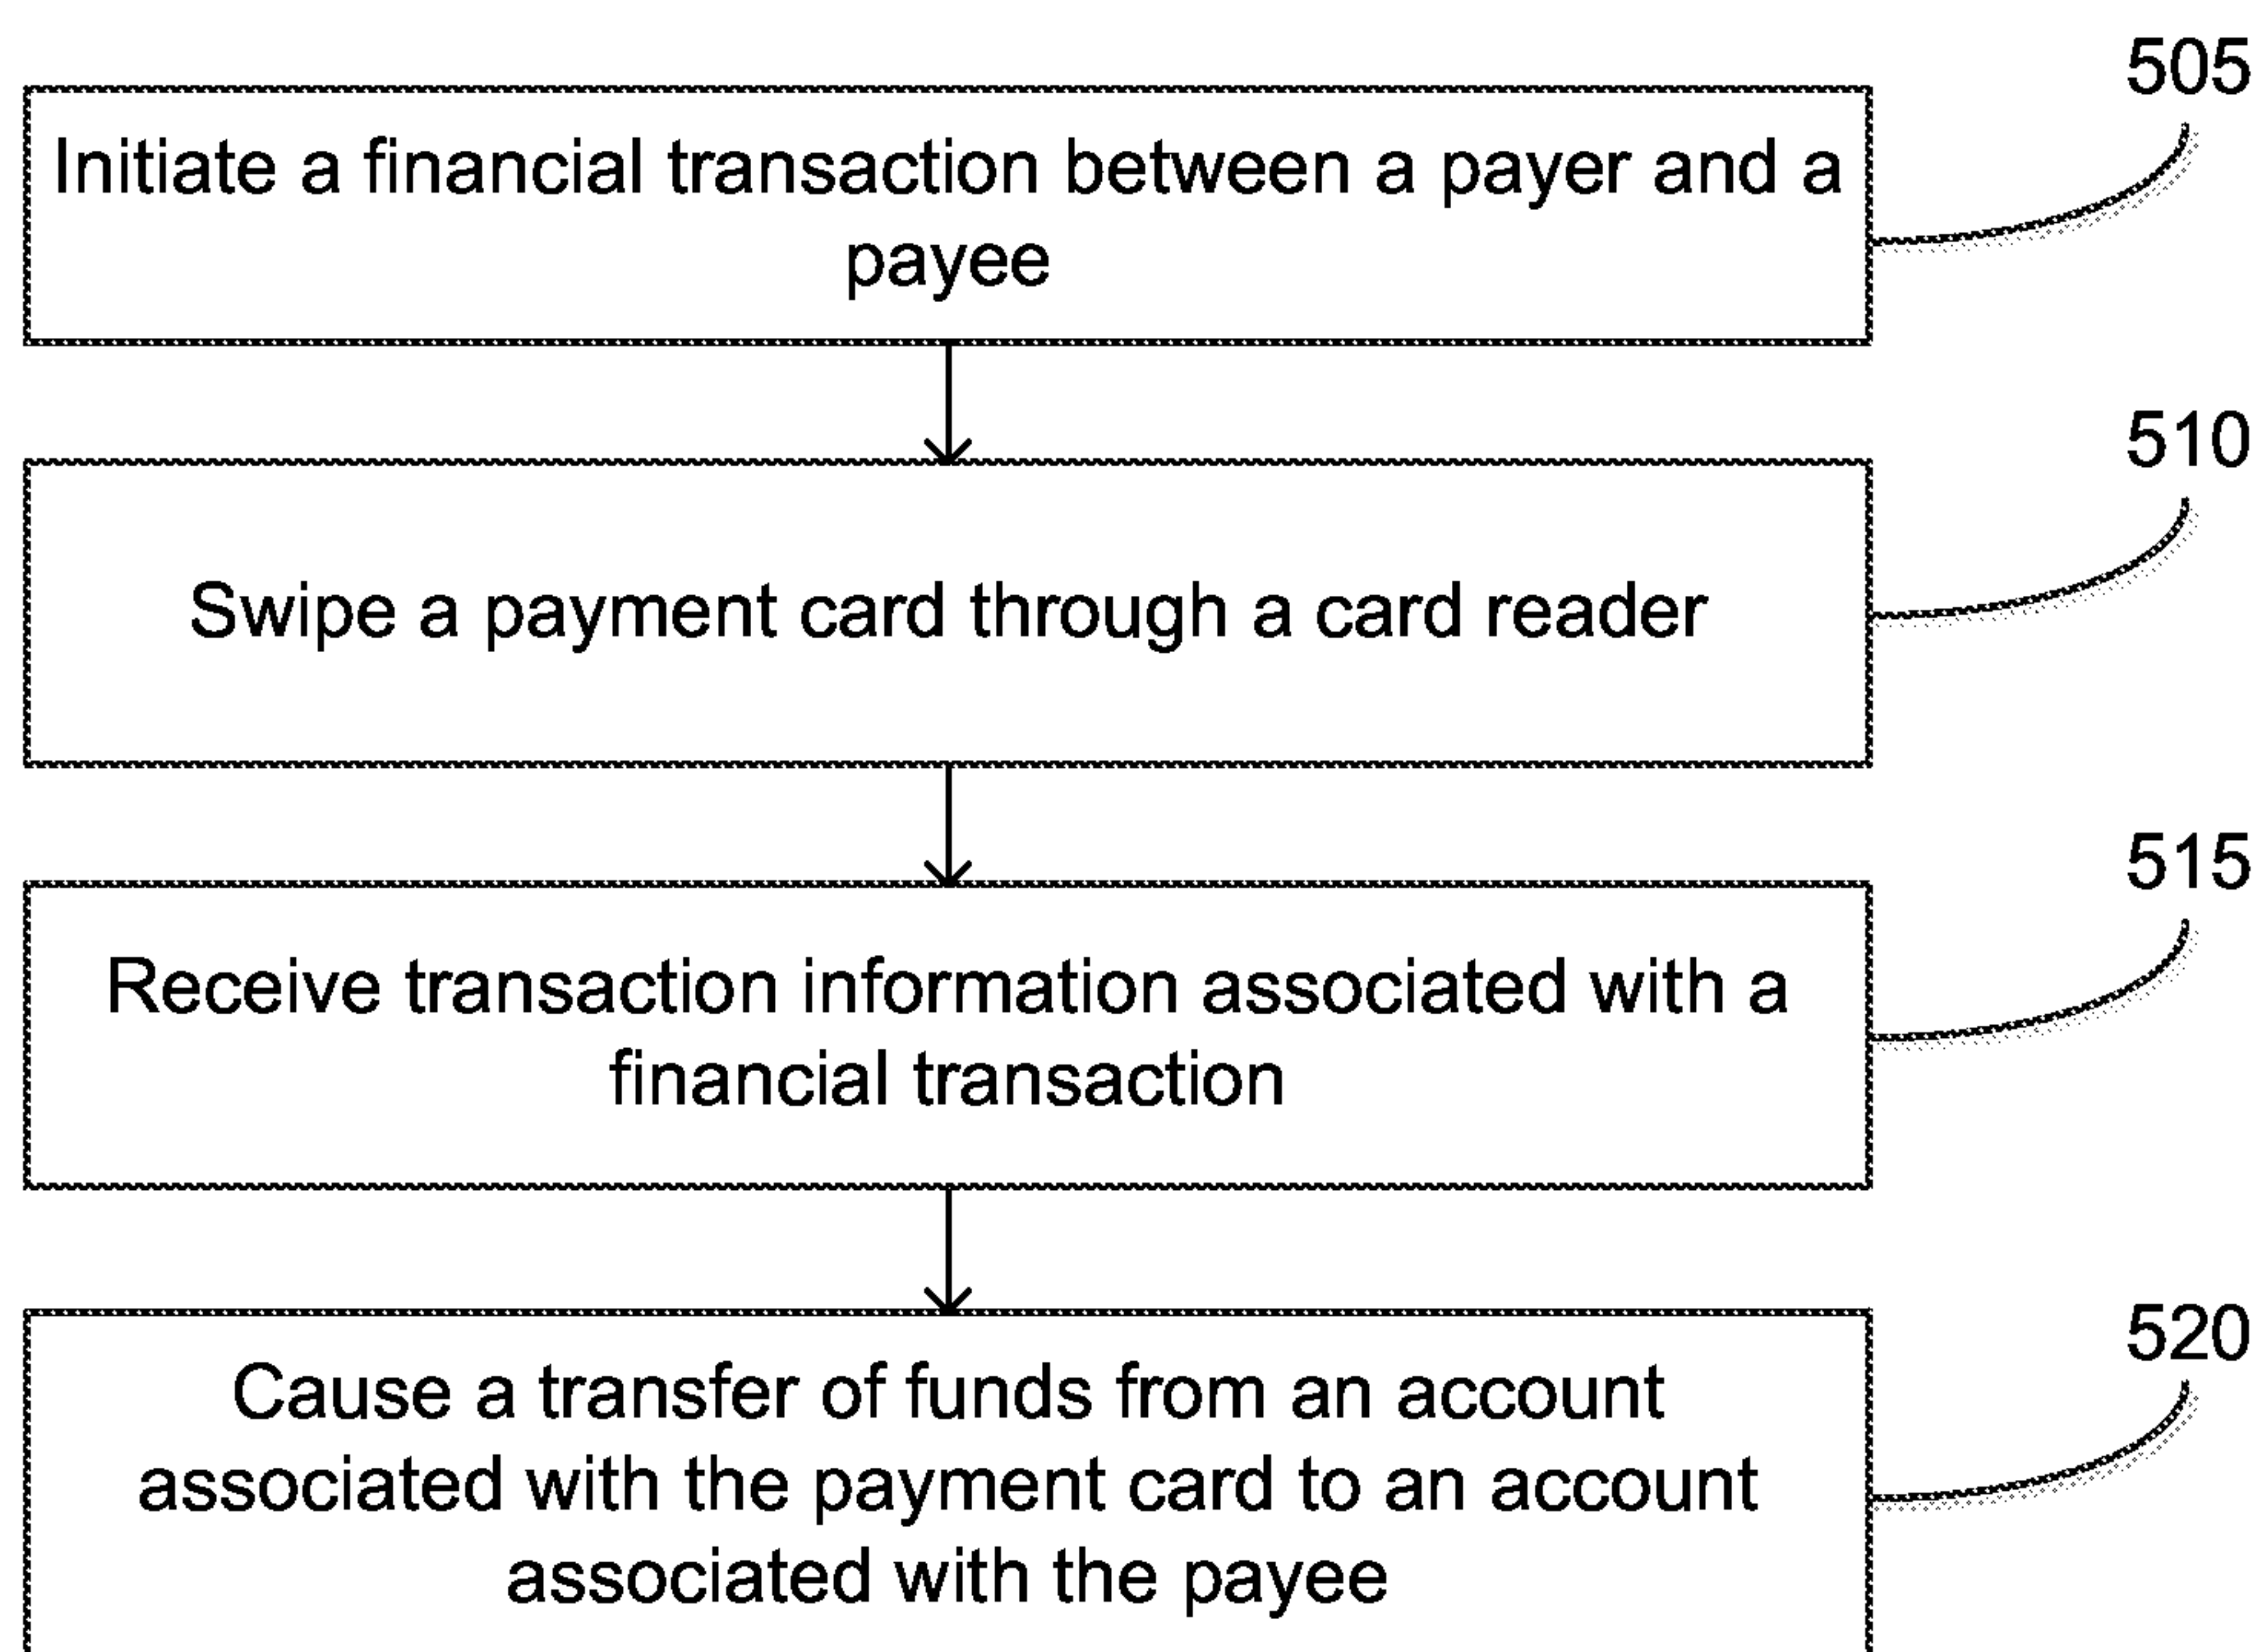 505
Initiate a financial transaction between a payer and a
payee
510
Swipe a payment card through a card reader
515
Receive transaction information associated with a
financial transaction
520
Cause a transfer of funds from an account
associated with the payment card to an account
associated with the payee